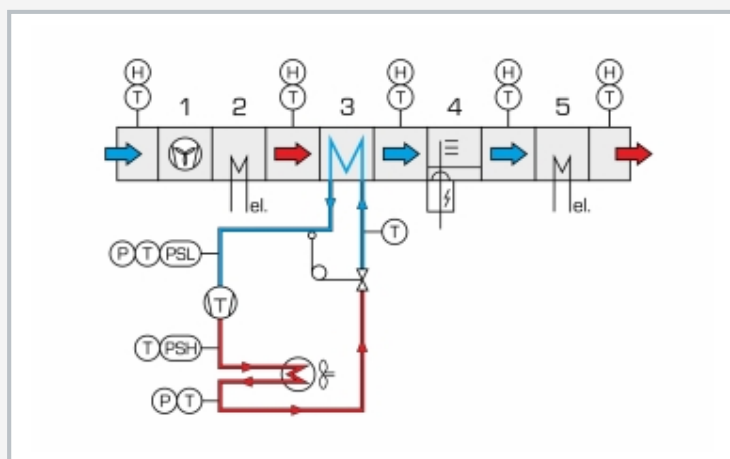 H H H H H
T T T T T
1 2 3 4 5
el. el.
T
P T PSL
T
T PSH
P T